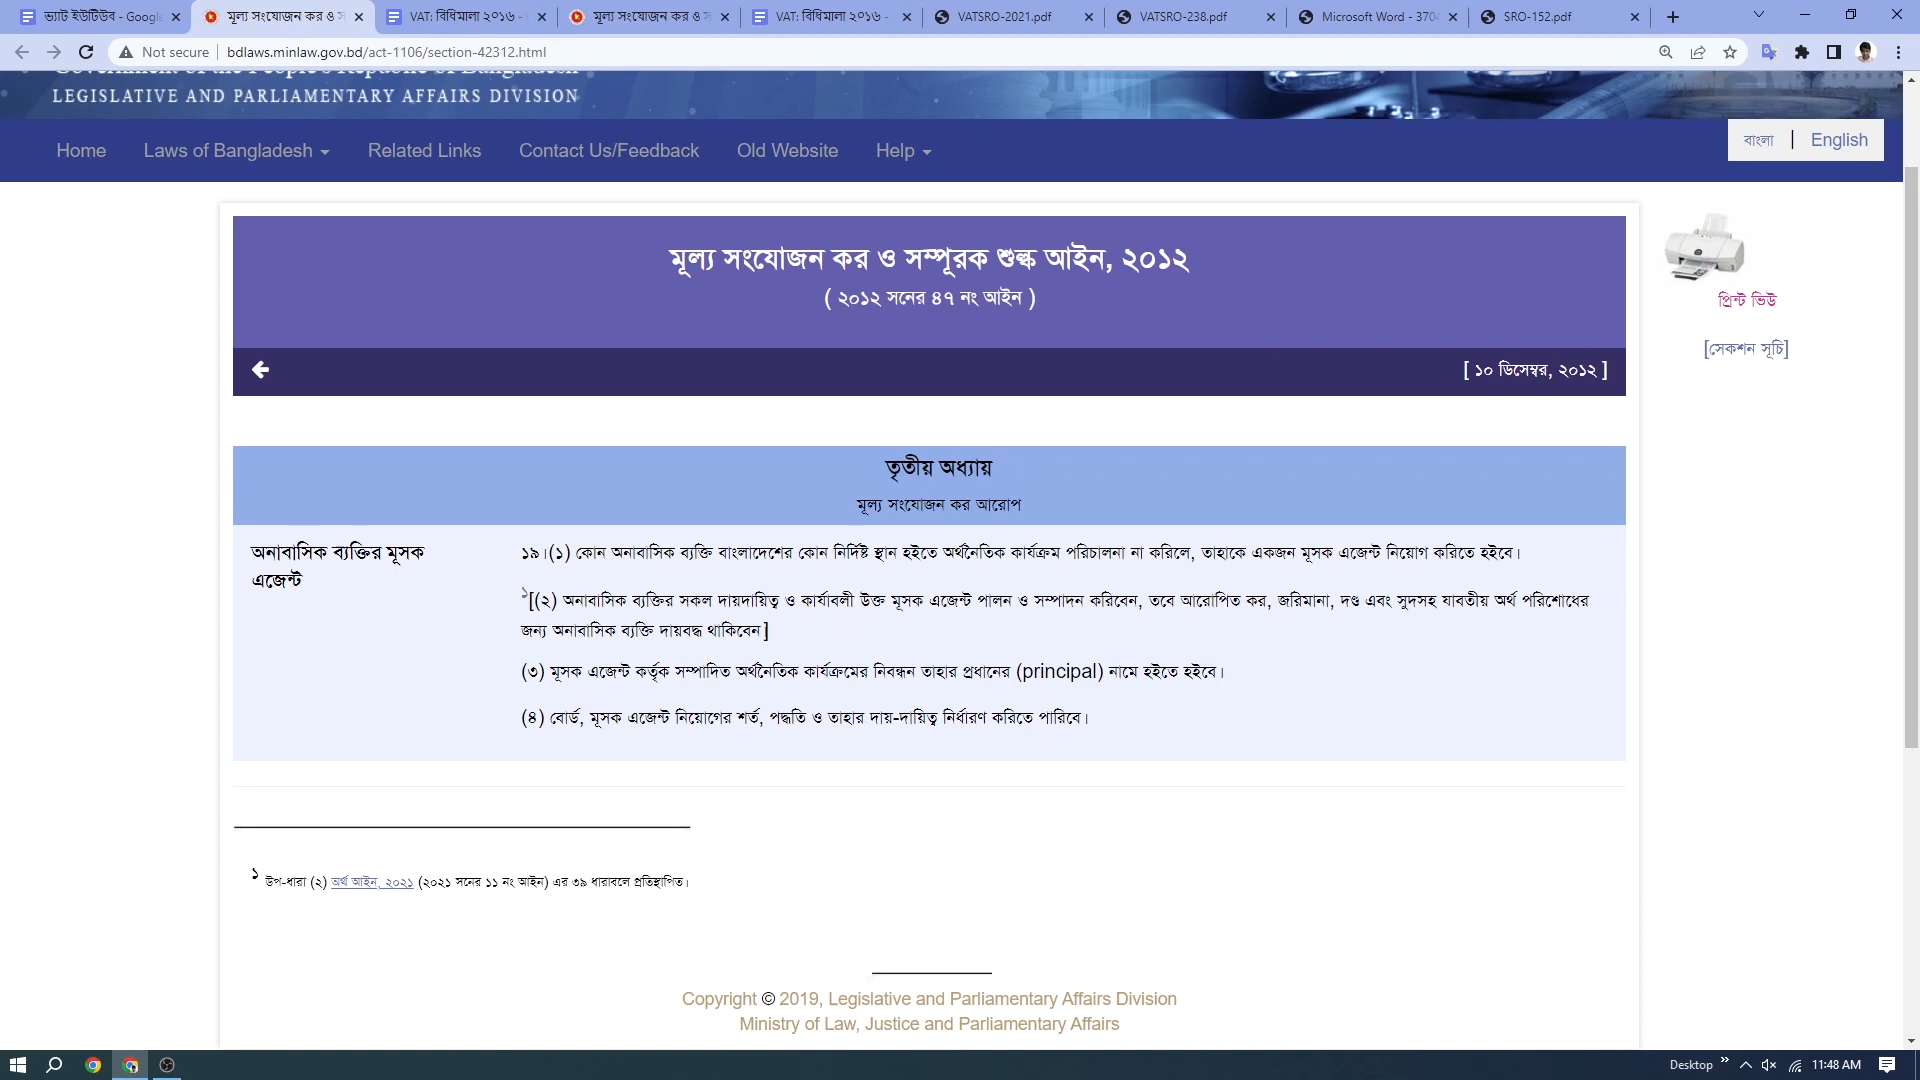 ভ্যাট ইউটিউব - Google
মূল্য সংযোজন কর ও স
VAT: বিধিমালা ২০১৬ -
মূল্য সংযোজন কর ও স
VAT: বিধিমালা ২০১৬ -
VATSRO-2021.pdf
VATSRO-238.pdf
Microsoft Word - 370
SRO-152.pdf
Not secure
bdlaws.minlaw.gov.bd/act-1106/section-42312.html
Government of the People's Republic of Bangladesh
LEGISLATIVE AND PARLIAMENTARY AFFAIRS DIVISION
Home Laws of Bangladesh Related Links Contact Us/Feedback Old Website Help
বাংলা | English
মূল্য সংযোজন কর ও সম্পূরক শুল্ক আইন, ২০১২
( ২০১২ সনের ৪৭ নং আইন )
[ ১০ ডিসেম্বর, ২০১২ ]
প্রিন্ট ভিউ
[সেকশন সূচি]
তৃতীয় অধ্যায়
মূল্য সংযোজন কর আরোপ
অনাবাসিক ব্যক্তির মূসক
এজেন্ট
১৯।(১) কোন অনাবাসিক ব্যক্তি বাংলাদেশের কোন নির্দিষ্ট স্থান হইতে অর্থনৈতিক কার্যক্রম পরিচালনা না করিলে, তাহাকে একজন মূসক এজেন্ট নিয়োগ করিতে হইবে।
১[(২) অনাবাসিক ব্যক্তির সকল দায়দায়িত্ব ও কার্যাবলী উক্ত মূসক এজেন্ট পালন ও সম্পাদন করিবেন, তবে আরোপিত কর, জরিমানা, দণ্ড এবং সুদসহ যাবতীয় অর্থ পরিশোধের
জন্য অনাবাসিক ব্যক্তি দায়বদ্ধ থাকিবেন]
(৩) মূসক এজেন্ট কর্তৃক সম্পাদিত অর্থনৈতিক কার্যক্রমের নিবন্ধন তাহার প্রধানের (principal) নামে হইতে হইবে।
(৪) বোর্ড, মূসক এজেন্ট নিয়োগের শর্ত, পদ্ধতি ও তাহার দায়-দায়িত্ব নির্ধারণ করিতে পারিবে।
১ উপ-ধারা (২) অর্থ আইন, ২০২১ (২০২১ সনের ১১ নং আইন) এর ৩৯ ধারাবলে প্রতিস্থাপিত।
Copyright © 2019, Legislative and Parliamentary Affairs Division
Ministry of Law, Justice and Parliamentary Affairs
Desktop
11:48 AM